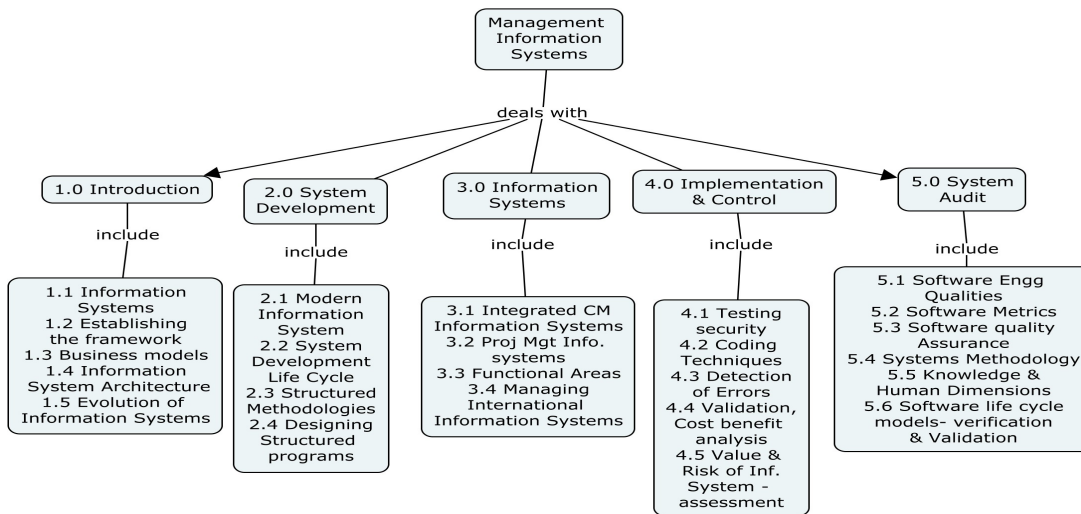 Management
Information
Systems
deals with
1.0 Introduction
2.0 System
Development
3.0 Information
Systems
4.0 Implementation
& Control
5.0 System
Audit
include
include
include
include
include
1.1 Information
Systems
1.2 Establishing
the framework
1.3 Business models
1.4 Information
System Architecture
1.5 Evolution of
Information Systems
2.1 Modern
Information
System
2.2 System
Development
Life Cycle
2.3 Structured
Methodologies
2.4 Designing
Structured
programs
3.1 Integrated CM
Information Systems
3.2 Proj Mgt Info.
systems
3.3 Functional Areas
3.4 Managing
International
Information Systems
4.1 Testing
security
4.2 Coding
Techniques
4.3 Detection
of Errors
4.4 Validation,
Cost benefit
analysis
4.5 Value &
Risk of Inf.
System -
assessment
5.1 Software Engg
Qualities
5.2 Software Metrics
5.3 Software quality
Assurance
5.4 Systems Methodology
5.5 Knowledge &
Human Dimensions
5.6 Software life cycle
models- verification
& Validation